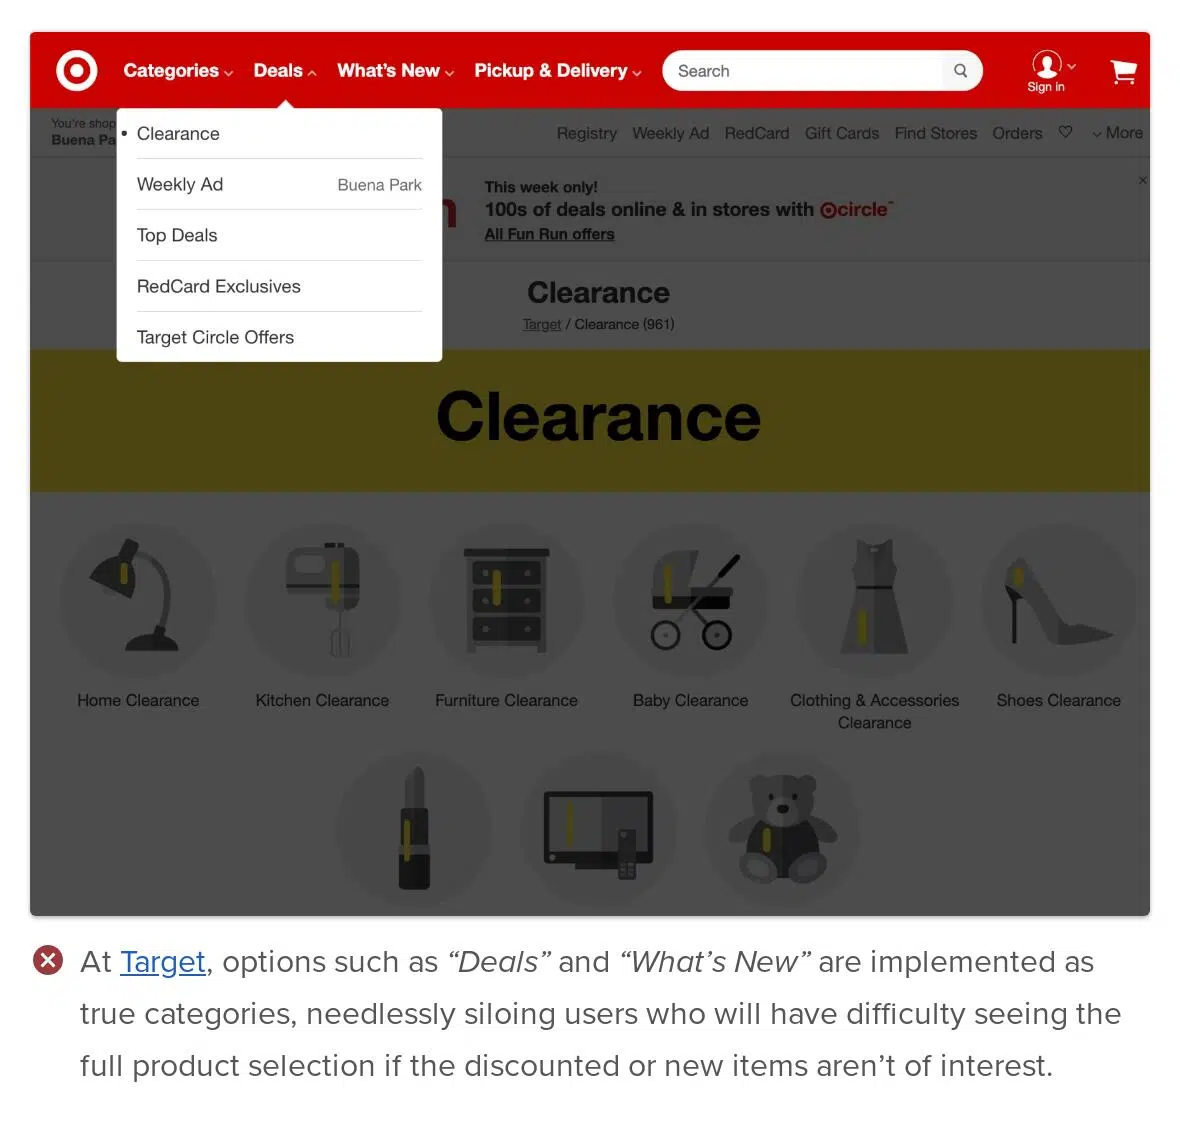 Categories Deals What's New Pickup & Delivery Search Sign In
You're shop
Buena Pa
Registry Weekly Ad RedCard Gift Cards Find Stores Orders More
Clearance
Weekly Ad Buena Park
Top Deals
RedCard Exclusives
Target Circle Offers
This week only!
100s of deals online & in stores with circle™
All Fun Run offers
Clearance
Target / Clearance (961)
Clearance
Home Clearance Kitchen Clearance Furniture Clearance Baby Clearance Clothing & Accessories Shoes Clearance
Clearance
At Target, options such as “Deals” and “What’s New” are implemented as
true categories, needlessly siloing users who will have difficulty seeing the
full product selection if the discounted or new items aren’t of interest.